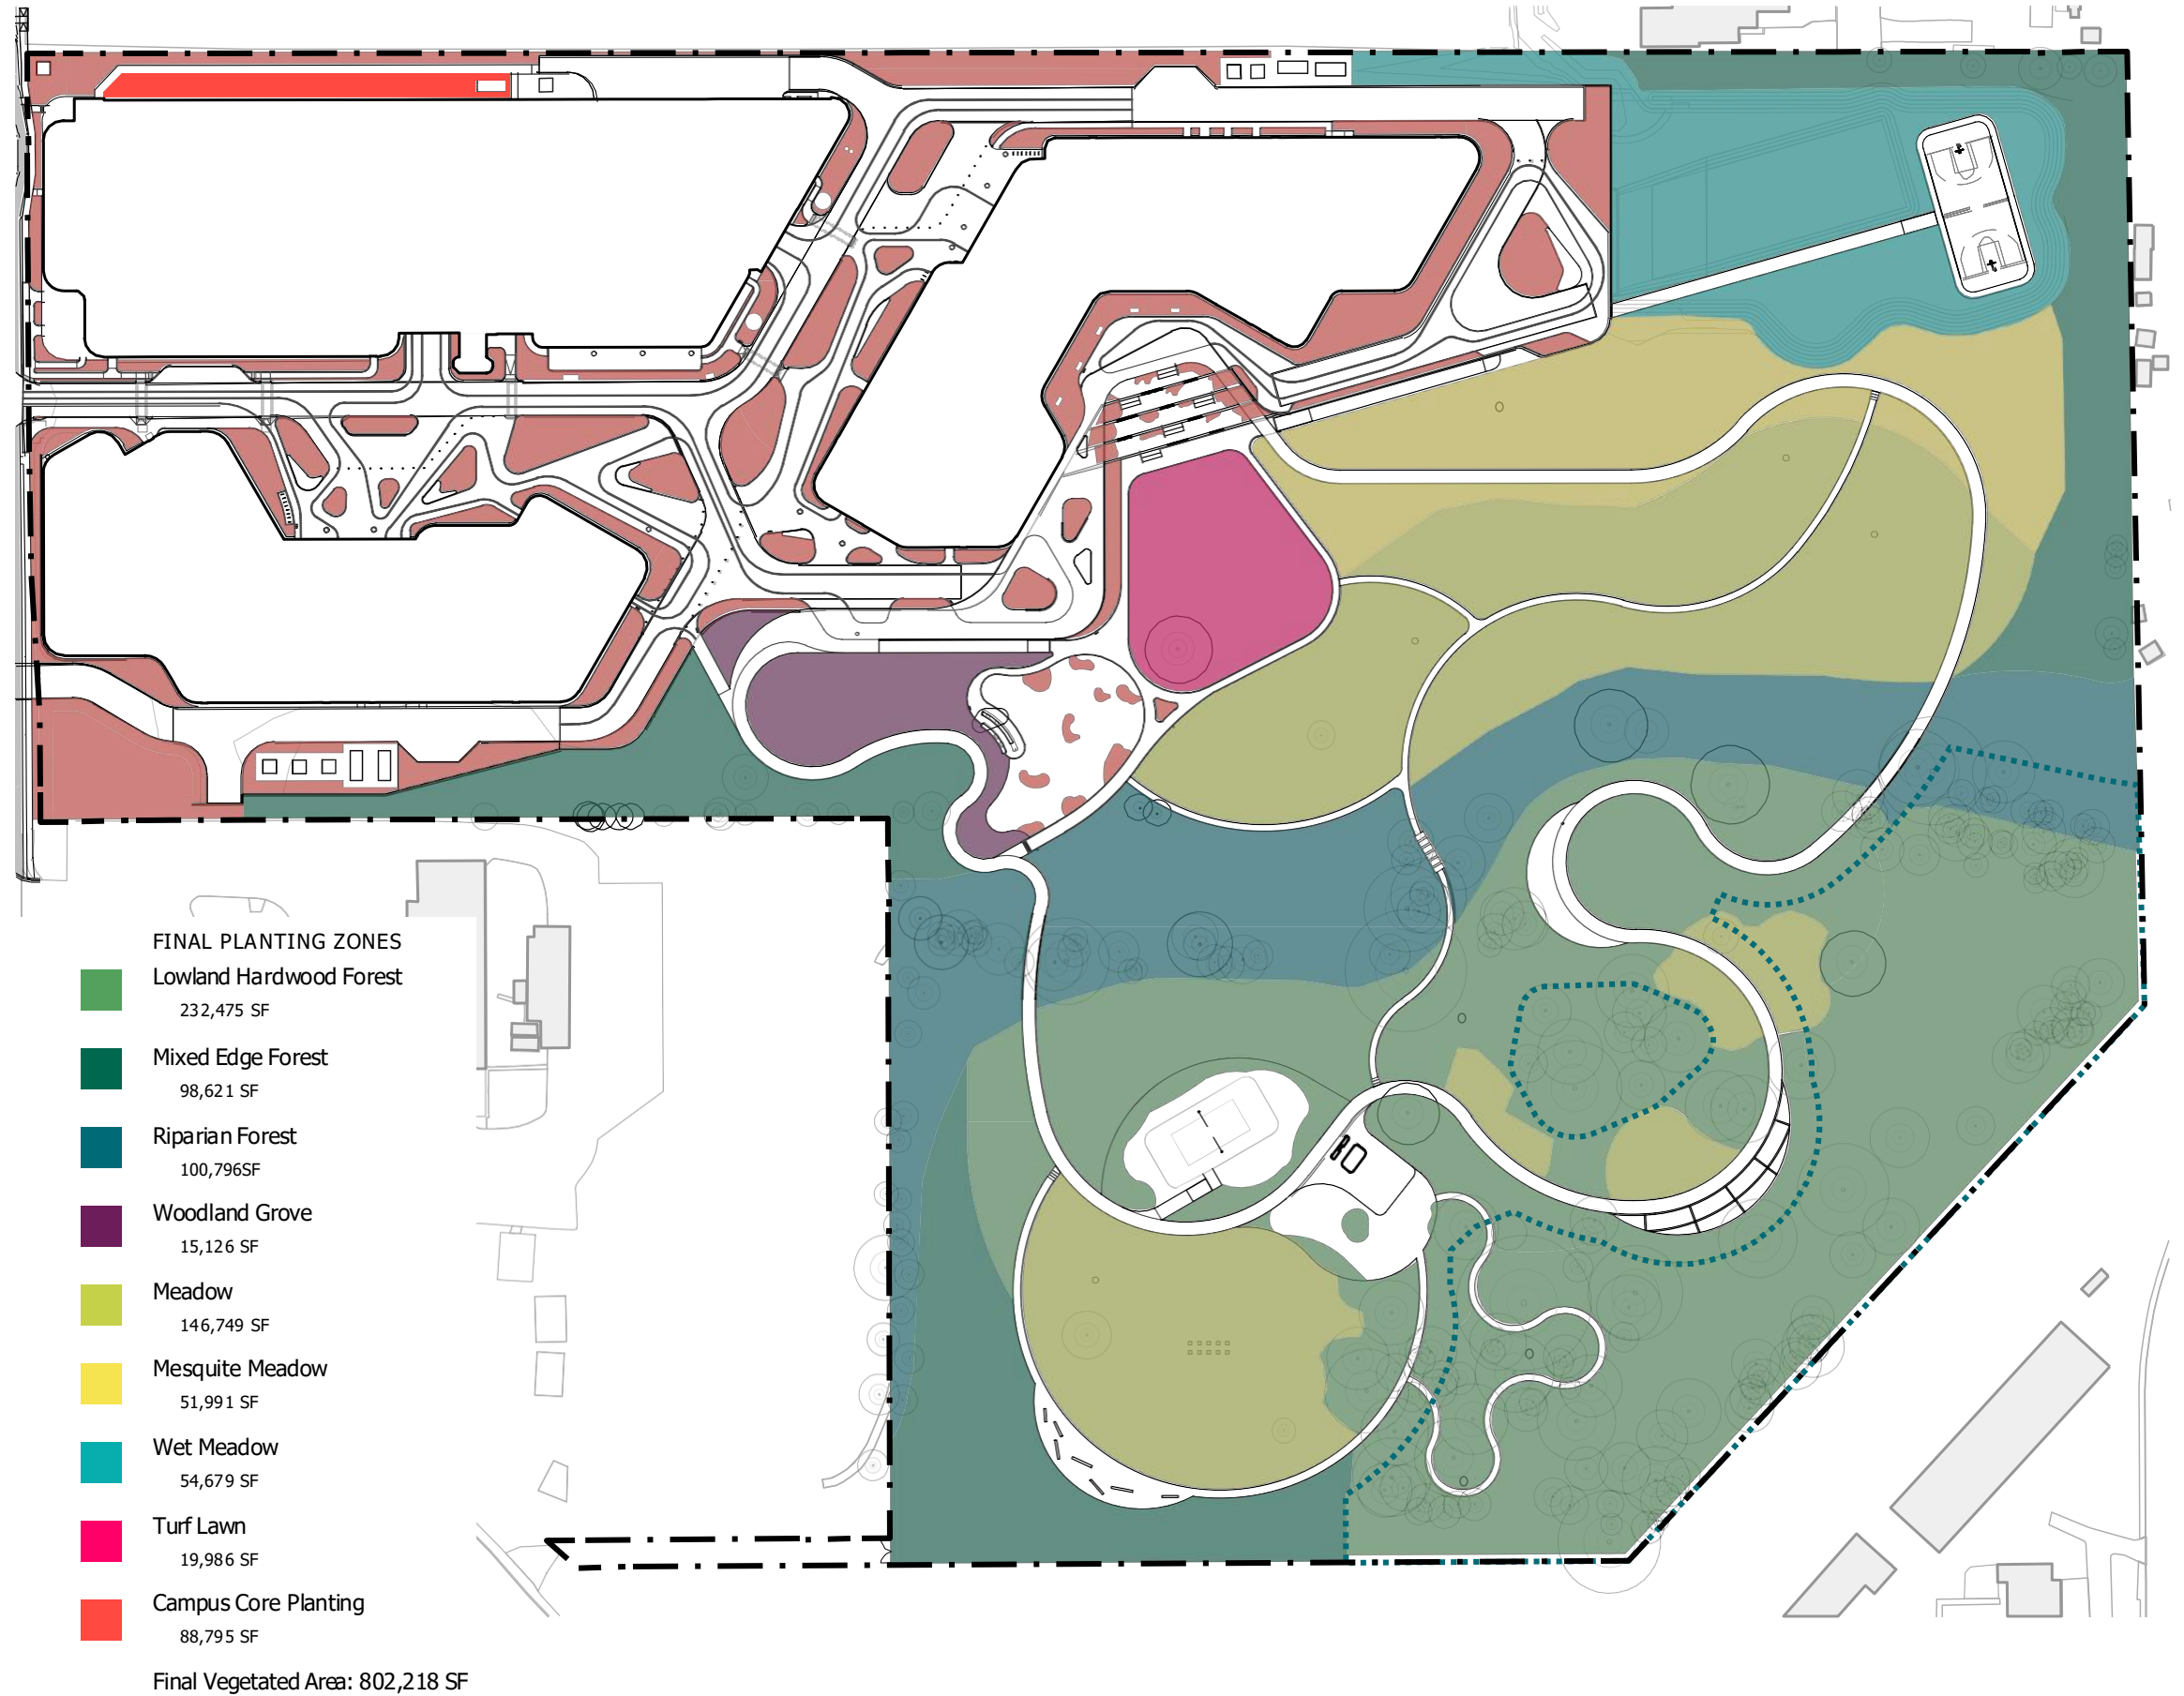 FINAL PLANTING ZONES
Lowland Hardwood Forest
232,475 SF
Mixed Edge Forest
98,621 SF
Riparian Forest
100,796SF
Woodland Grove
15,126 SF
Meadow
146,749 SF
Mesquite Meadow
51,991 SF
Wet Meadow
54,679 SF
Turf Lawn
19,986 SF
Campus Core Planting
88,795 SF
Final Vegetated Area: 802,218 SF